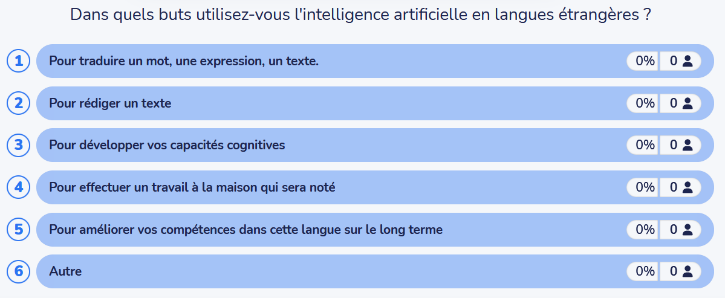 Dans quels buts utilisez-vous l'intelligence artificielle en langues étrangères ?
1 Pour traduire un mot, une expression, un texte. 0% 0
2 Pour rédiger un texte 0% 0
3 Pour développer vos capacités cognitives 0% 0
4 Pour effectuer un travail à la maison qui sera noté 0% 0
5 Pour améliorer vos compétences dans cette langue sur le long terme 0% 0
6 Autre 0% 0